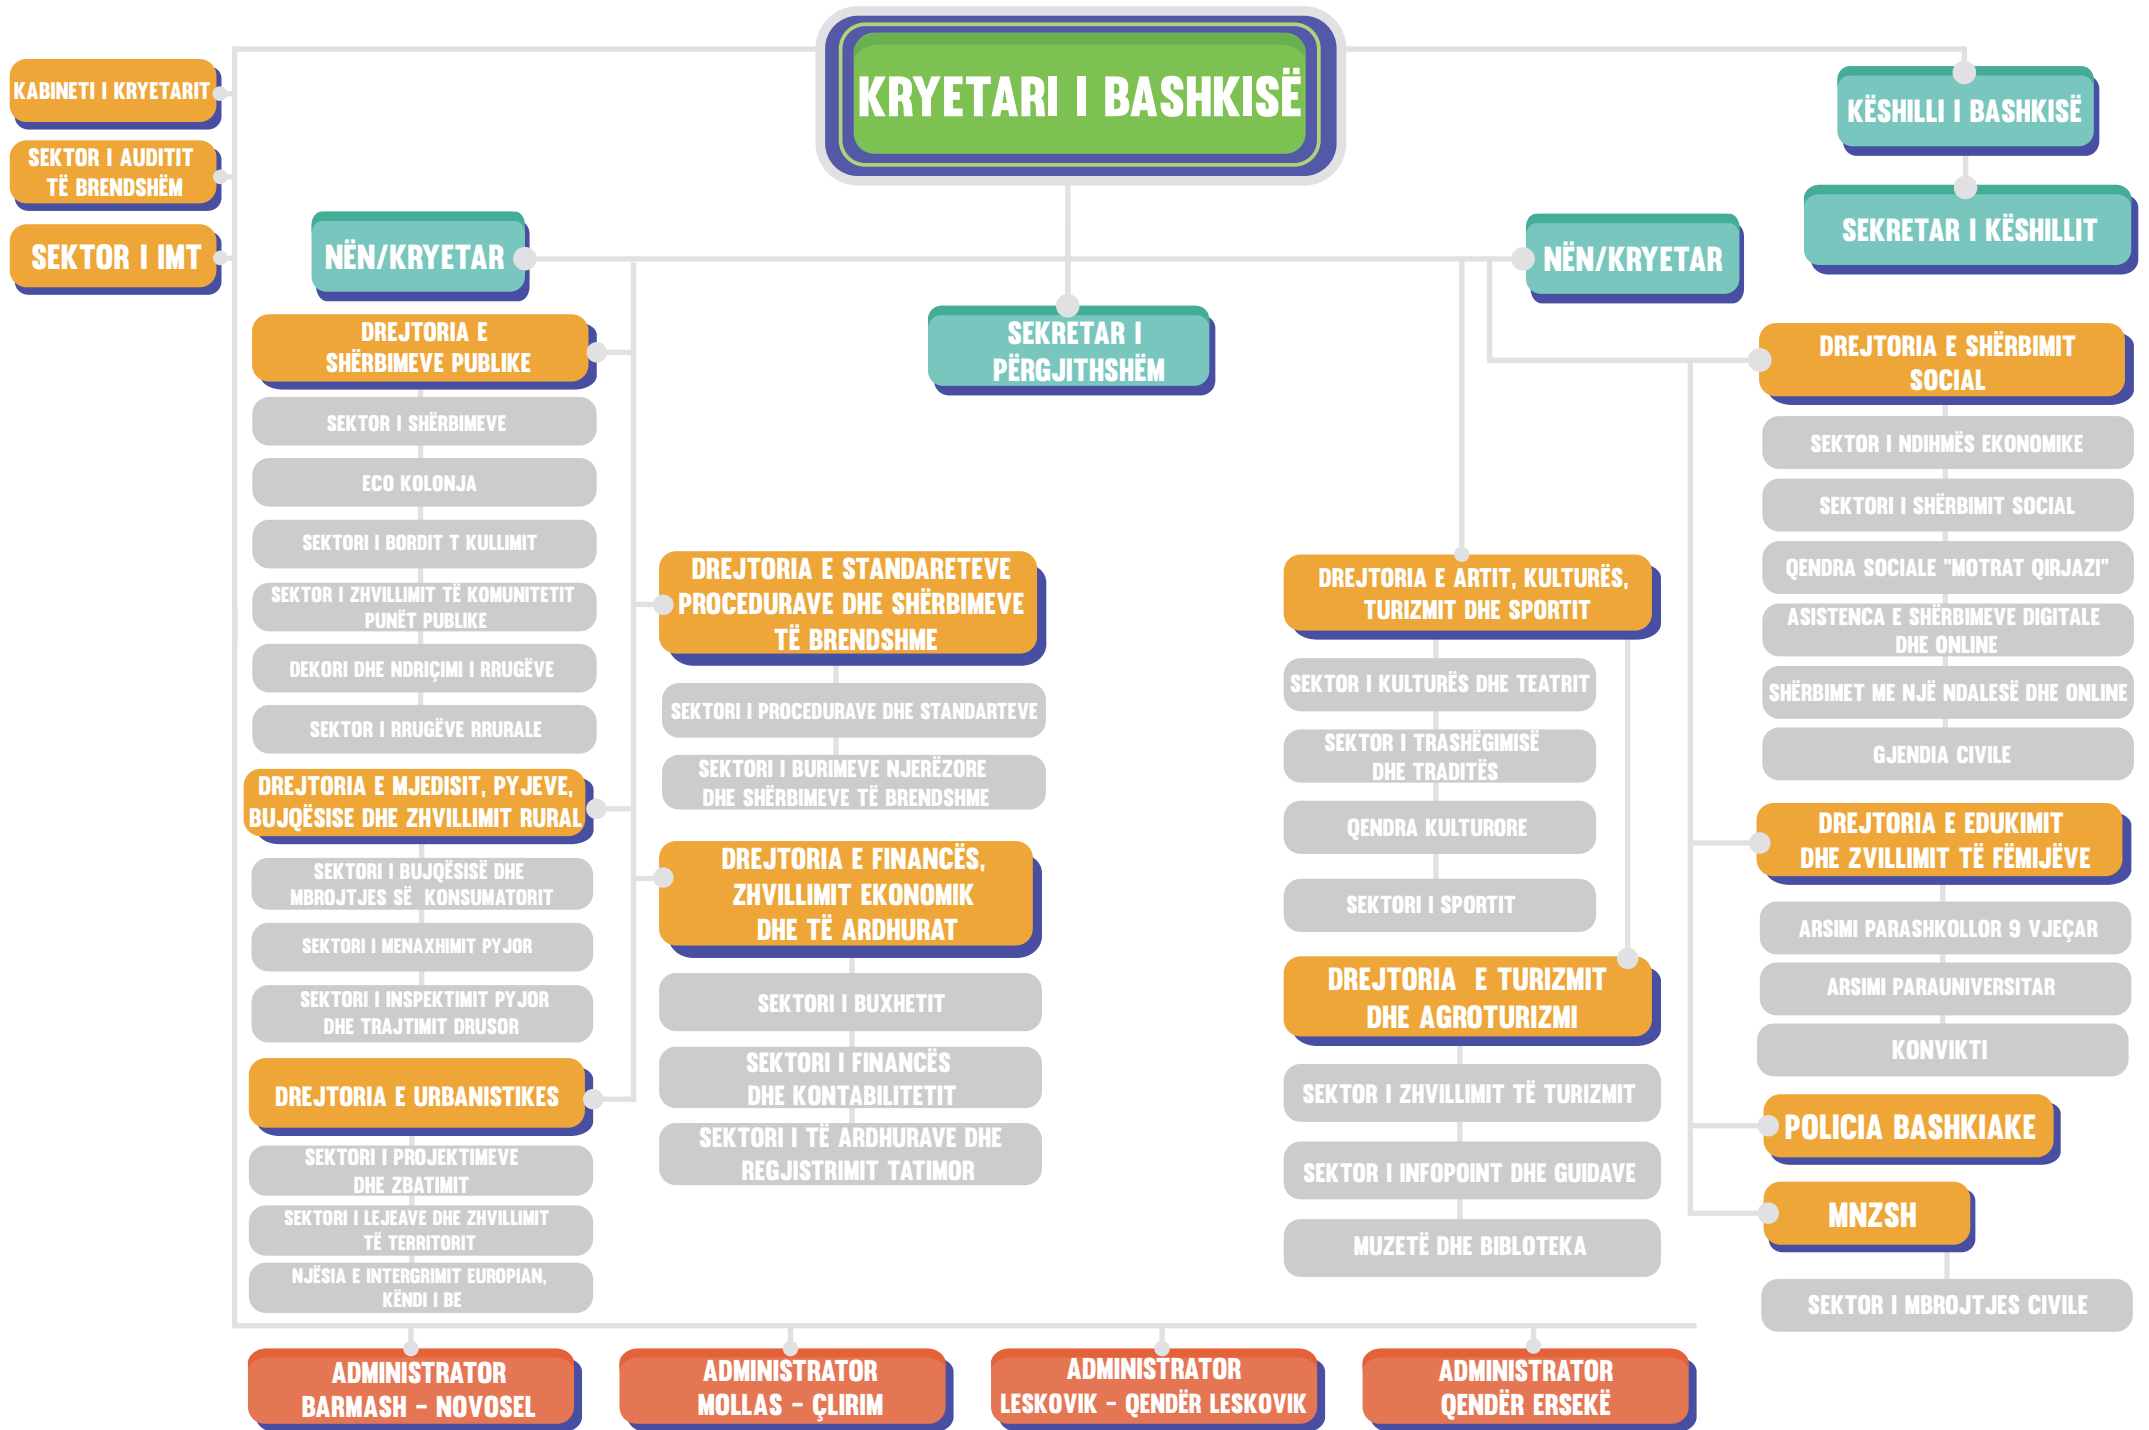 KRYETARI I BASHKISË
KABINETI I KRYETARIT
SEKTOR I AUDITIT
TË BRENDSHËM
SEKTOR I IMT
KËSHILLI I BASHKISË
SEKRETAR I KËSHILLIT
NËN/KRYETAR
NËN/KRYETAR
SEKRETAR I
PËRGJITHSHËM
DREJTORIA E
SHËRBIMEVE PUBLIKE
SEKTOR I SHËRBIMEVE
ECO KOLONJA
SEKTORI I BORDIT T KULLIMIT
SEKTOR I ZHVILLIMIT TË KOMUNITETIT
PUNËT PUBLIKE
DEKORI DHE NDRIÇIMI I RRUGËVE
SEKTOR I RRUGËVE RRURALE
DREJTORIA E MJEDISIT, PYJEVE,
BUJQËSISE DHE ZHVILLIMIT RURAL
SEKTORI I BUJQËSISË DHE
MBROJTJES SË  KONSUMATORIT
SEKTORI I MENAXHIMIT PYJOR
SEKTORI I INSPEKTIMIT PYJOR
DHE TRAJTIMIT DRUSOR
DREJTORIA E URBANISTIKES
SEKTORI I PROJEKTIMEVE
DHE ZBATIMIT
SEKTORI I LEJEAVE DHE ZHVILLIMIT
TË TERRITORIT
NJËSIA E INTERGRIMIT EUROPIAN,
KËNDI I BE
DREJTORIA E STANDARETEVE
PROCEDURAVE DHE SHËRBIMEVE
TË BRENDSHME
SEKTORI I PROCEDURAVE DHE STANDARTEVE
SEKTORI I BURIMEVE NJERËZORE
DHE SHËRBIMEVE TË BRENDSHME
DREJTORIA E FINANCËS,
ZHVILLIMIT EKONOMIK
DHE TË ARDHURAT
SEKTORI I BUXHETIT
SEKTORI I FINANCËS
DHE KONTABILITETIT
SEKTORI I TË ARDHURAVE DHE
REGJISTRIMIT TATIMOR
DREJTORIA E ARTIT, KULTURËS,
TURIZMIT DHE SPORTIT
SEKTOR I KULTURËS DHE TEATRIT
SEKTOR I TRASHËGIMISË
DHE TRADITËS
QENDRA KULTURORE
SEKTORI I SPORTIT
DREJTORIA  E TURIZMIT
DHE AGROTURIZMI
SEKTOR I ZHVILLIMIT TË TURIZMIT
SEKTOR I INFOPOINT DHE GUIDAVE
MUZETË DHE BIBLOTEKA
DREJTORIA E SHËRBIMIT
SOCIAL
SEKTOR I NDIHMËS EKONOMIKE
SEKTORI I SHËRBIMIT SOCIAL
QENDRA SOCIALE "MOTRAT QIRJAZI"
ASISTENCA E SHËRBIMEVE DIGITALE
DHE ONLINE
SHËRBIMET ME NJË NDALESË DHE ONLINE
GJENDIA CIVILE
DREJTORIA E EDUKIMIT
DHE ZVILLIMIT TË FËMIJËVE
ARSIMI PARASHKOLLOR 9 VJEÇAR
ARSIMI PARAUNIVERSITAR
KONVIKTI
POLICIA BASHKIAKE
MNZSH
SEKTOR I MBROJTJES CIVILE
ADMINISTRATOR
BARMASH - NOVOSEL
ADMINISTRATOR
MOLLAS - ÇLIRIM
ADMINISTRATOR
LESKOVIK - QENDËR LESKOVIK
ADMINISTRATOR
QENDËR ERSEKË